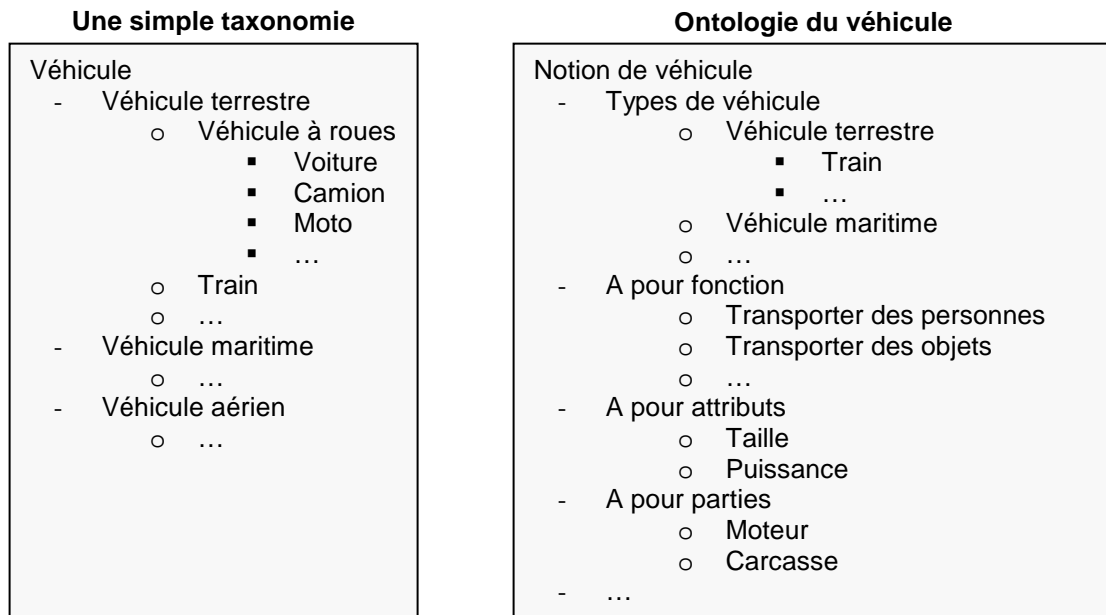 Une simple taxonomie
Véhicule
- Véhicule terrestre
o Véhicule à roues
▪ Voiture
▪ Camion
▪ Moto
▪ …
o Train
o …
- Véhicule maritime
o …
- Véhicule aérien
o …
Ontologie du véhicule
Notion de véhicule
- Types de véhicule
o Véhicule terrestre
▪ Train
▪ …
o Véhicule maritime
o …
- A pour fonction
o Transporter des personnes
o Transporter des objets
o …
- A pour attributs
o Taille
o Puissance
- A pour parties
o Moteur
o Carcasse
- …